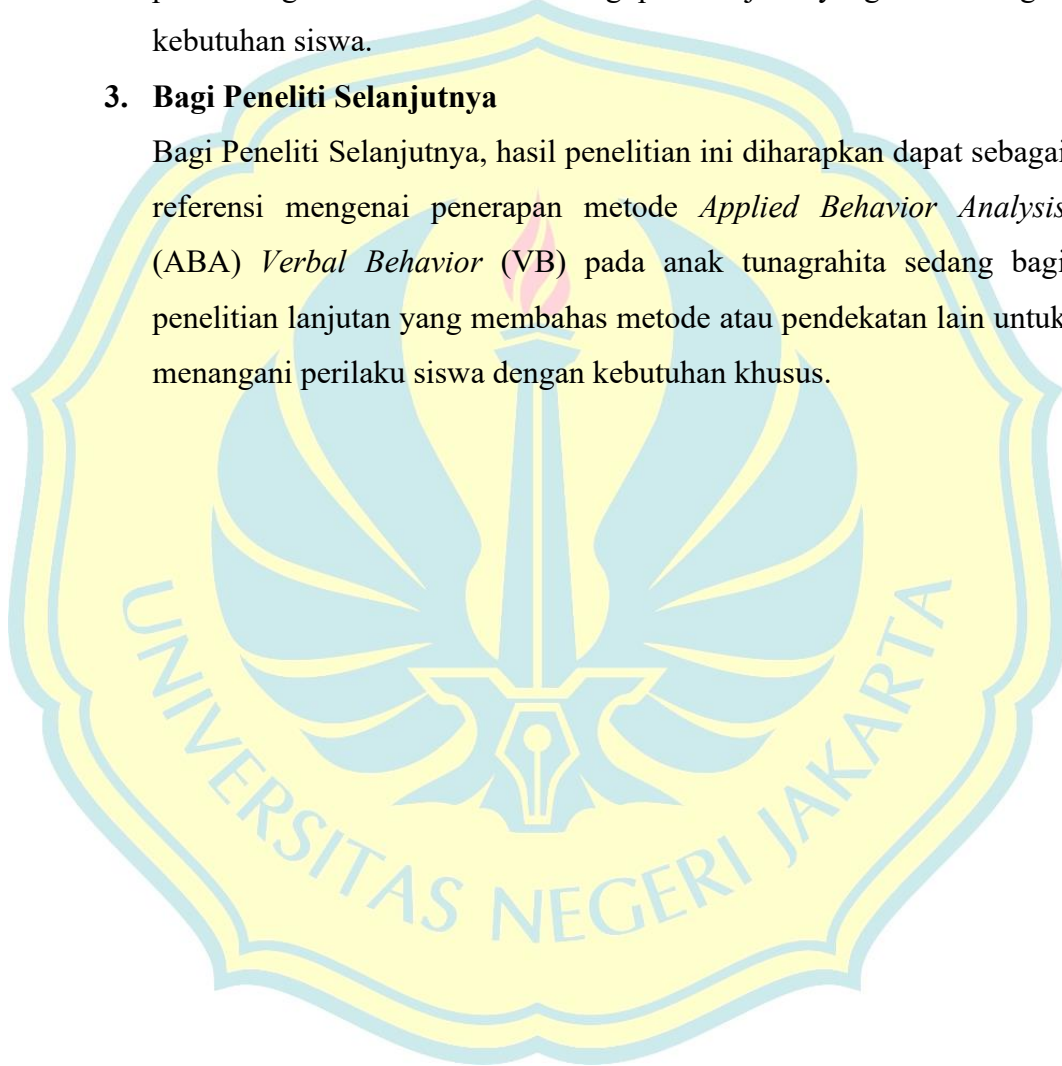 kebutuhan siswa.
3. Bagi Peneliti Selanjutnya
Bagi Peneliti Selanjutnya, hasil penelitian ini diharapkan dapat sebagai
referensi mengenai penerapan metode Applied Behavior Analysis
(ABA) Verbal Behavior (VB) pada anak tunagrahita sedang bagi
penelitian lanjutan yang membahas metode atau pendekatan lain untuk
menangani perilaku siswa dengan kebutuhan khusus.
UNIVERSITAS NEGERI JAKARTA